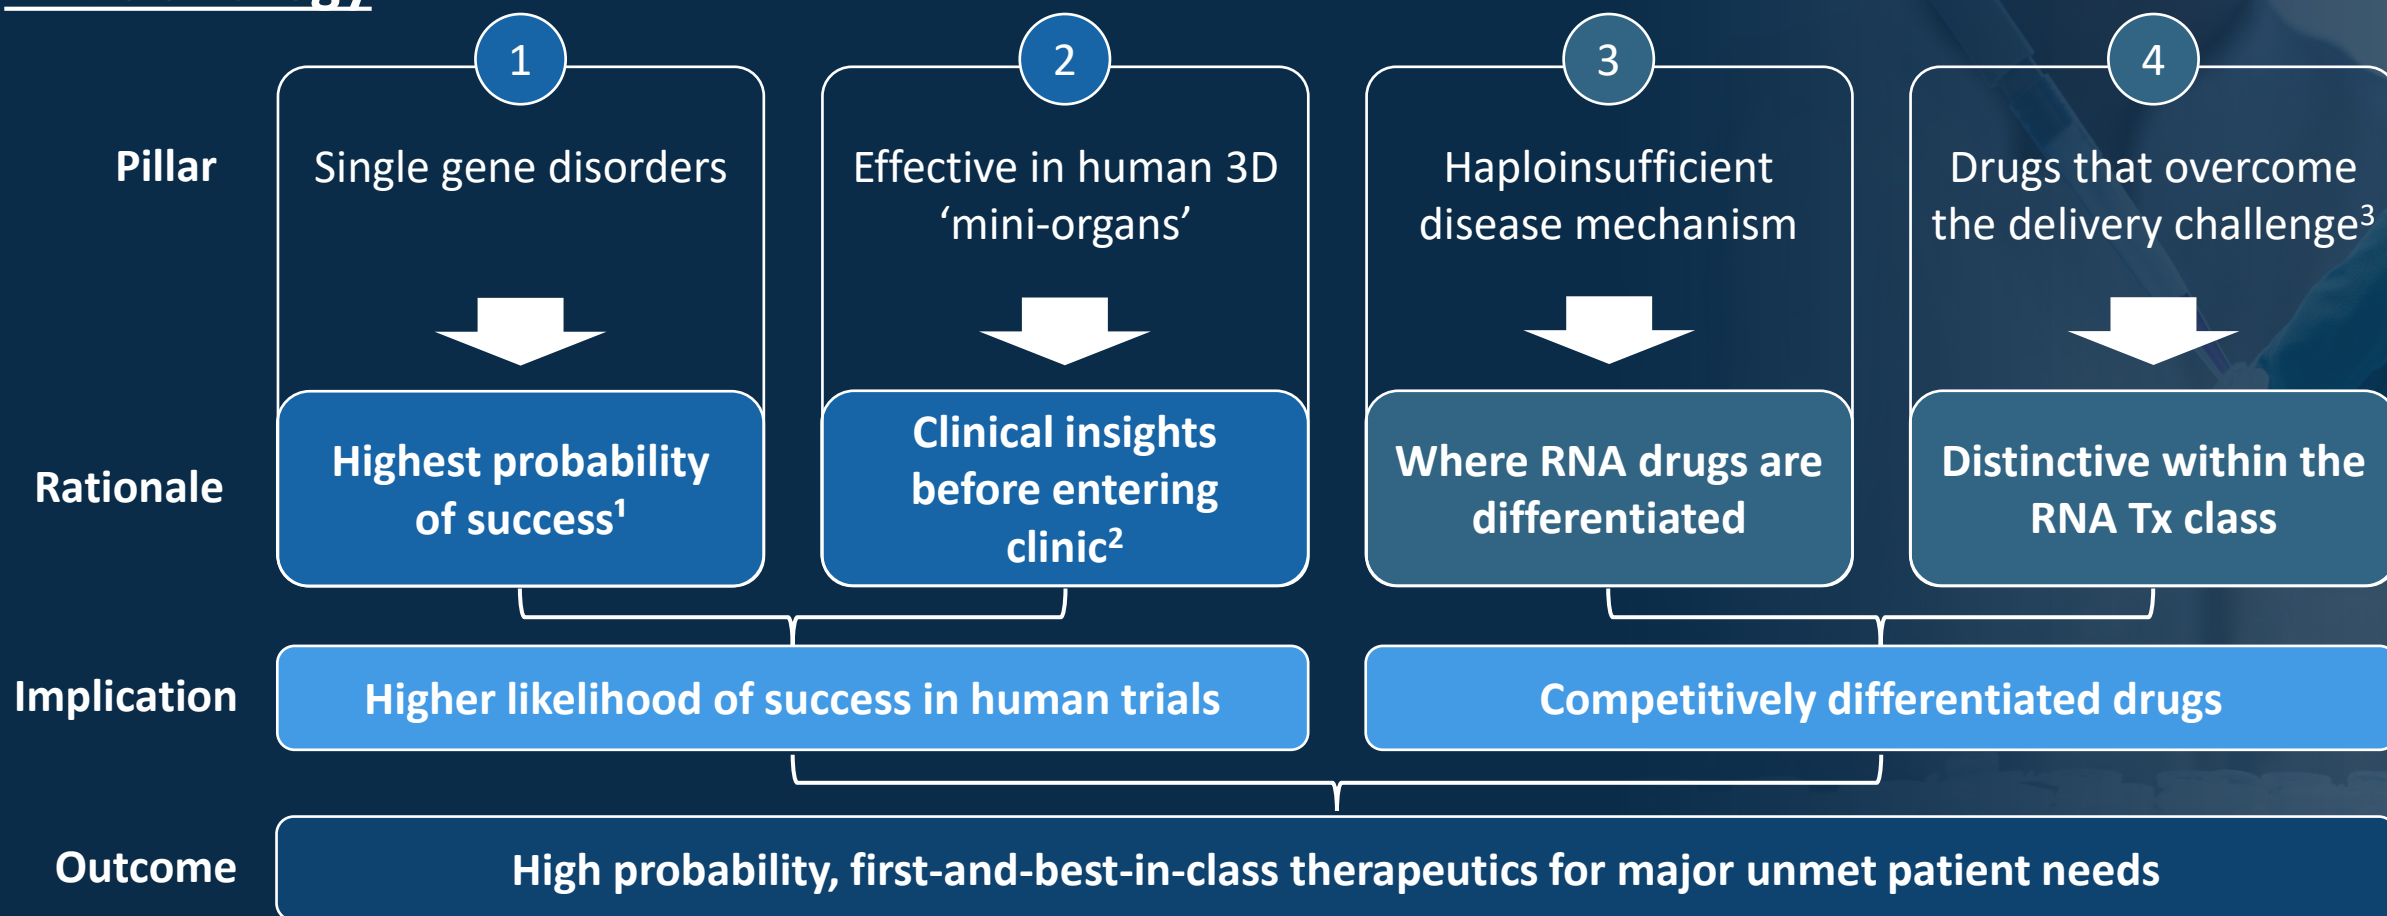 1
2
3
4
Pillar
Single gene disorders
Effective in human 3D
‘mini-organs’
Haploinsufficient
disease mechanism
Drugs that overcome
the delivery challenge³
Rationale
Highest probability
of success¹
Clinical insights
before entering
clinic²
Where RNA drugs are
differentiated
Distinctive within the
RNA Tx class
Implication
Higher likelihood of success in human trials
Competitively differentiated drugs
Outcome
High probability, first-and-best-in-class therapeutics for major unmet patient needs